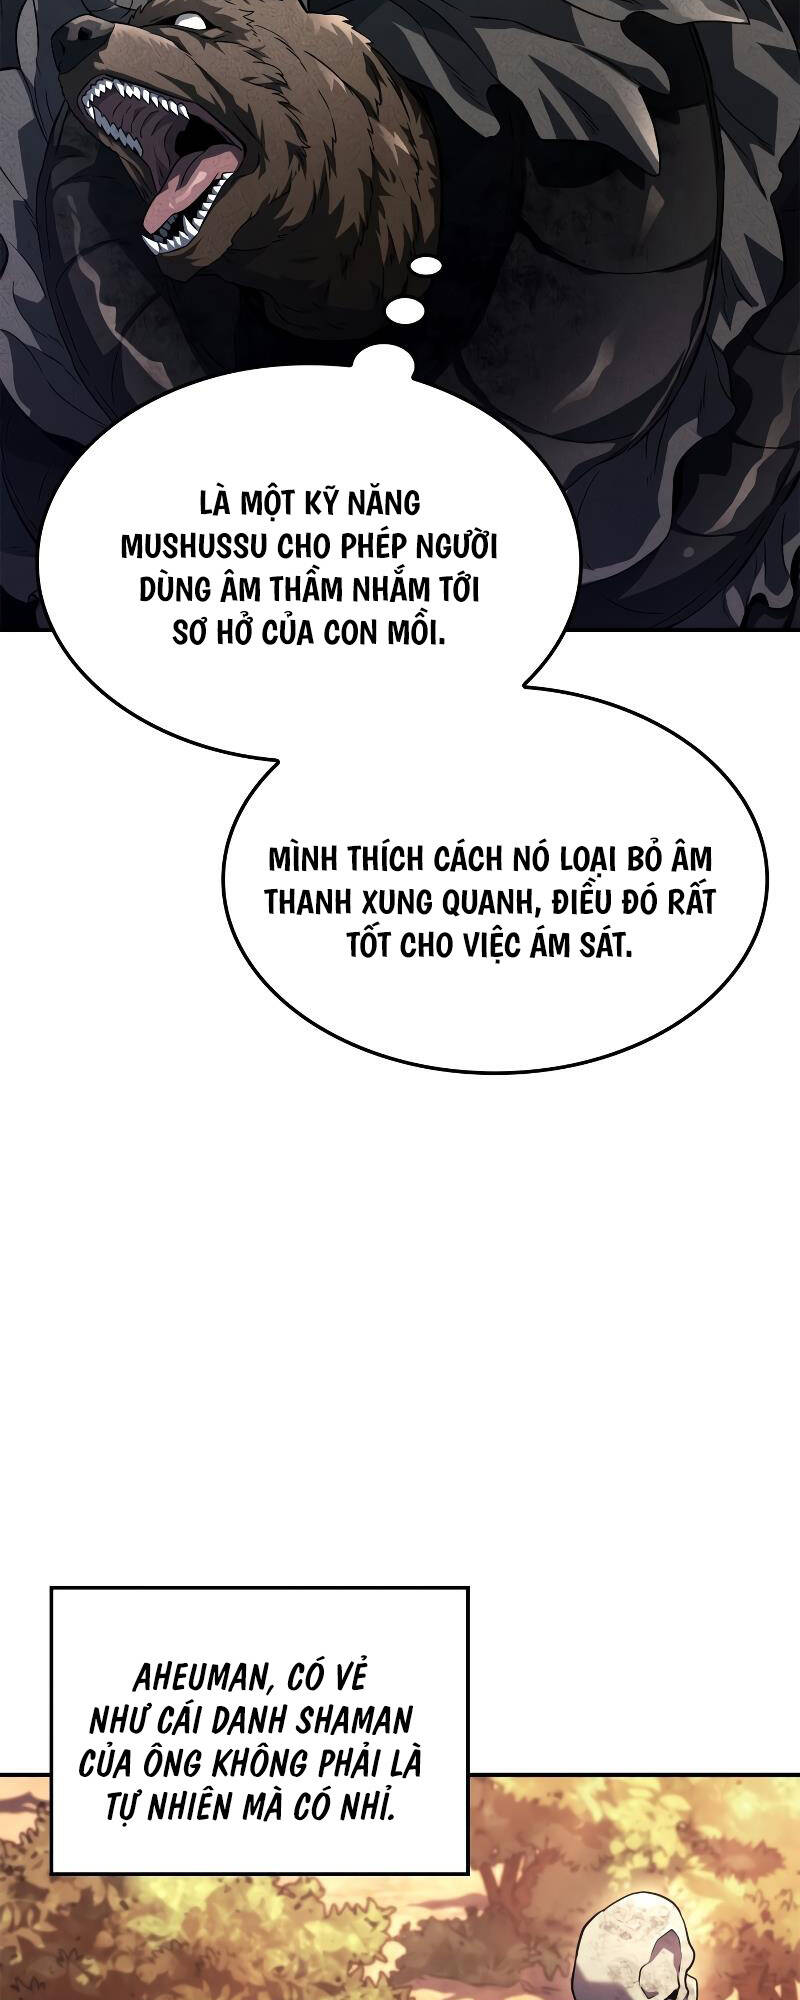 LÀ MỘT KỸ NĂNG
MUSHUSSU CHO PHÉP NGƯỜI
DÙNG ÂM THẦM NHẮM TỚI
SƠ HỞ CỦA CON MỒI.
MÌNH THÍCH CÁCH NÓ LOẠI BỎ ÂM
THANH XUNG QUANH, ĐIỀU ĐÓ RẤT
TỐT CHO VIỆC ÁM SÁT.
AHEUMAN, CÓ VẺ
NHƯ CÁI DANH SHAMAN
CỦA ÔNG KHÔNG PHẢI LÀ
TỰ NHIÊN MÀ CÓ NHỈ.